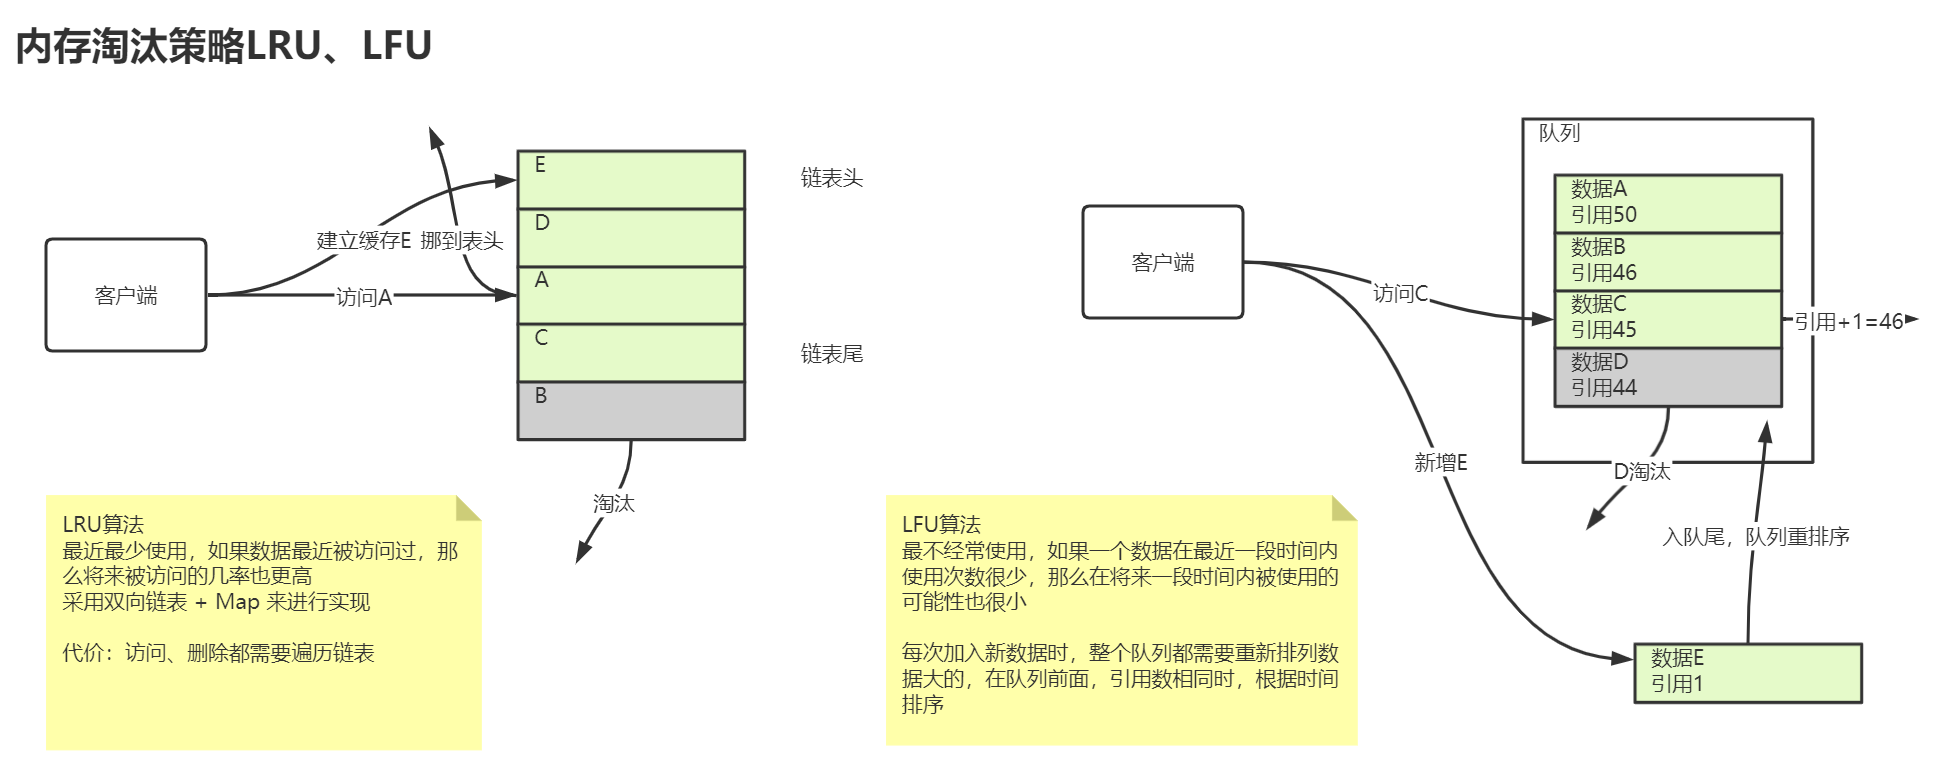 内存淘汰策略LRU、LFU
E
链表头
D
建立缓存E
挪到表头
客户端
A
访问A
C
链表尾
B
淘汰
LRU算法
最近最少使用，如果数据最近被访问过，那
么将来被访问的几率也更高
采用双向链表 + Map 来进行实现
代价：访问、删除都需要遍历链表
队列
数据A
引用50
客户端
数据B
引用46
访问C
数据C
引用45
引用+1=46
数据D
引用44
新增E
D淘汰
入队尾，队列重排序
数据E
引用1
LFU算法
最不经常使用，如果一个数据在最近一段时间内
使用次数很少，那么在将来一段时间内被使用的
可能性也很小
每次加入新数据时，整个队列都需要重新排列数
据大的，在队列前面，引用数相同时，根据时间
排序